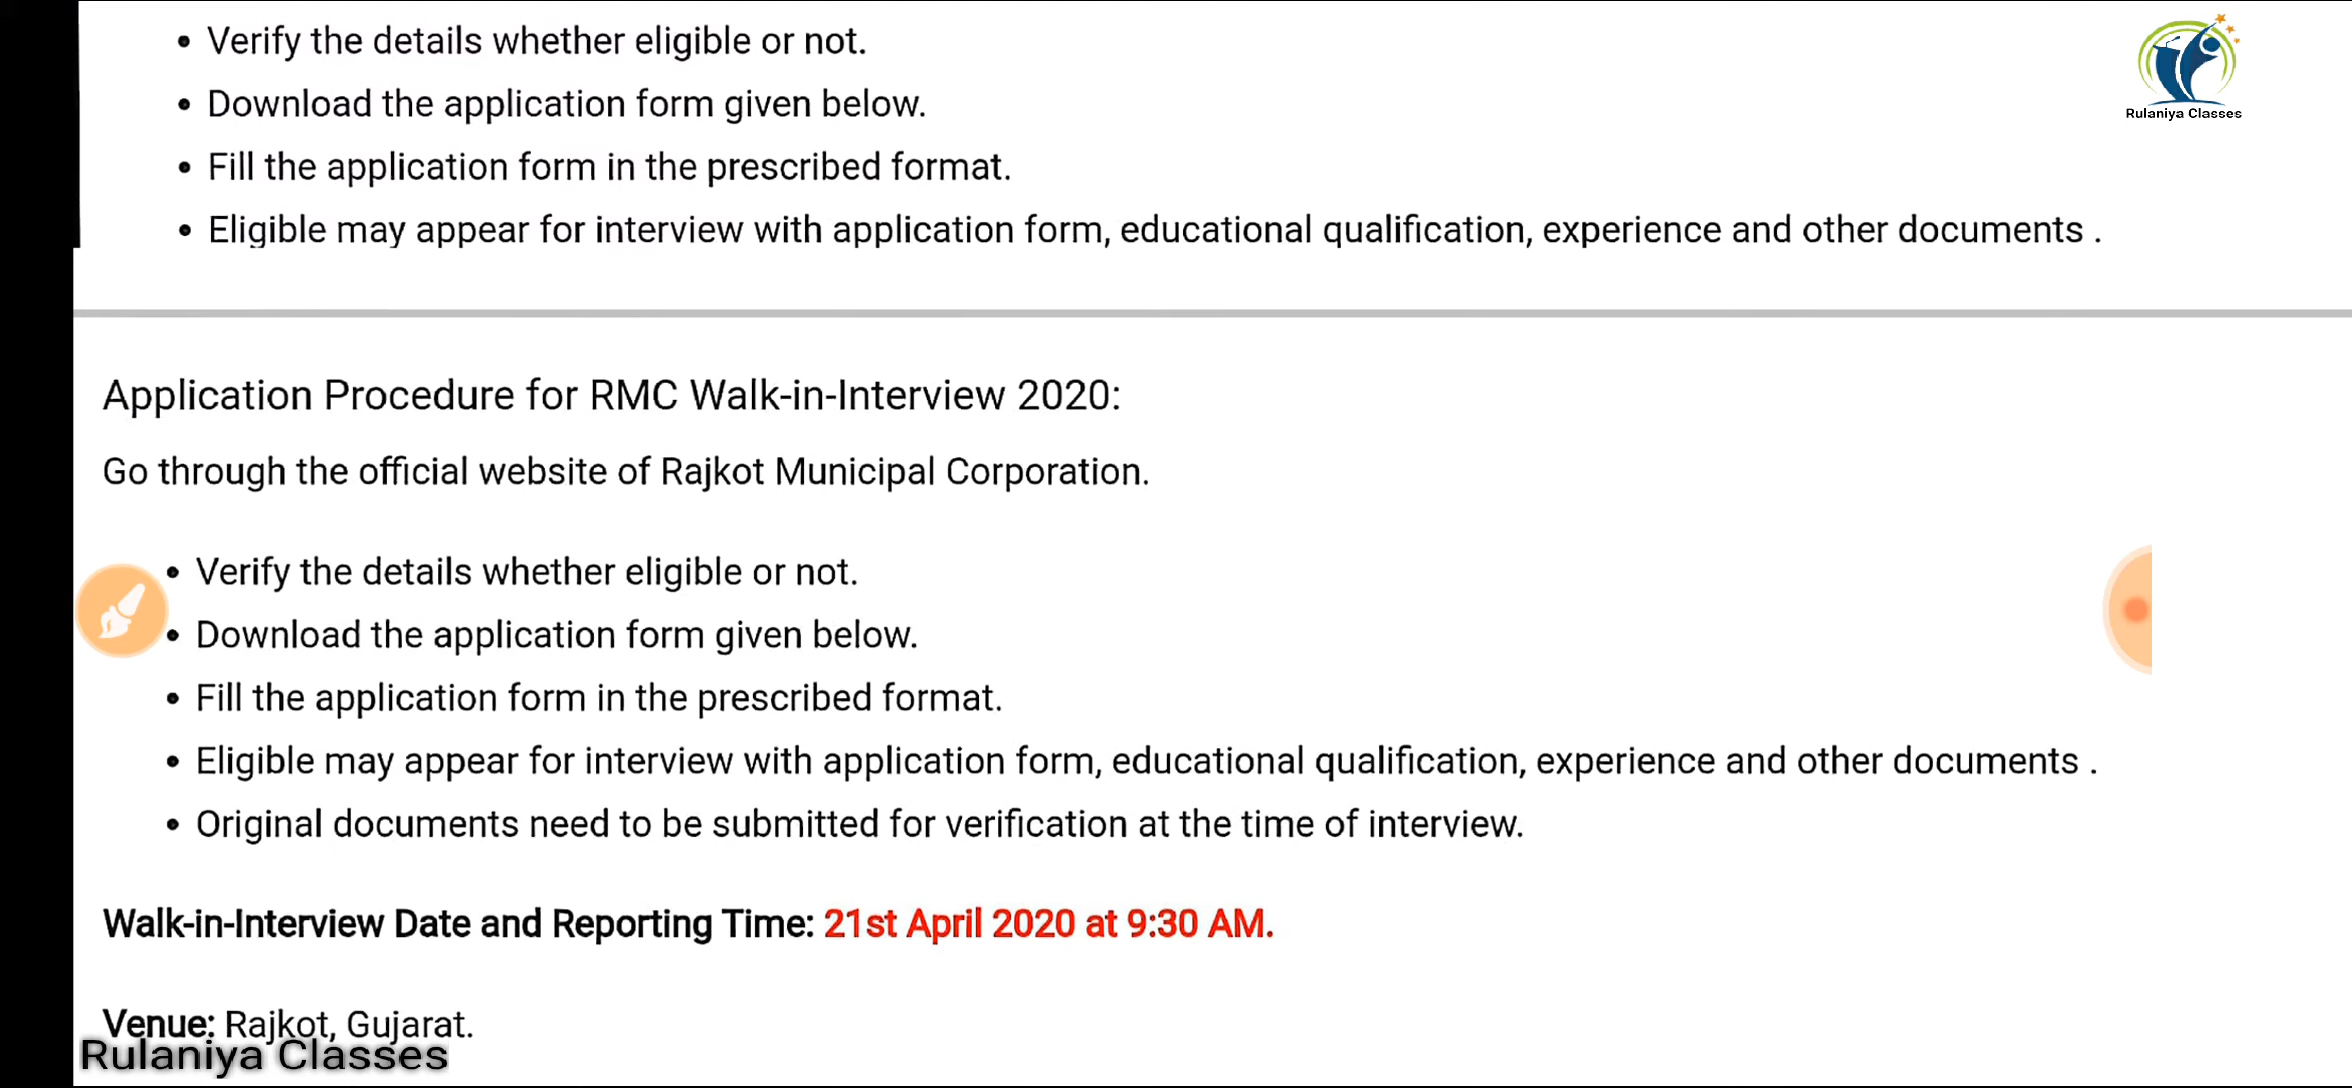 • Verify the details whether eligible or not.
Rulaniya Classes
• Download the application form given below.
• Fill the application form in the prescribed format.
• Eligible may appear for interview with application form, educational qualification, experience and other documents .
Application Procedure for RMC Walk-in-Interview 2020:
Go through the official website of Rajkot Municipal Corporation.
• Verify the details whether eligible or not.
• Download the application form given below.
• Fill the application form in the prescribed format.
• Eligible may appear for interview with application form, educational qualification, experience and other documents .
• Original documents need to be submitted for verification at the time of interview.
Walk-in-Interview Date and Reporting Time: 21st April 2020 at 9:30 AM.
Venue: Rajkot, Gujarat.
Rulaniya Classes